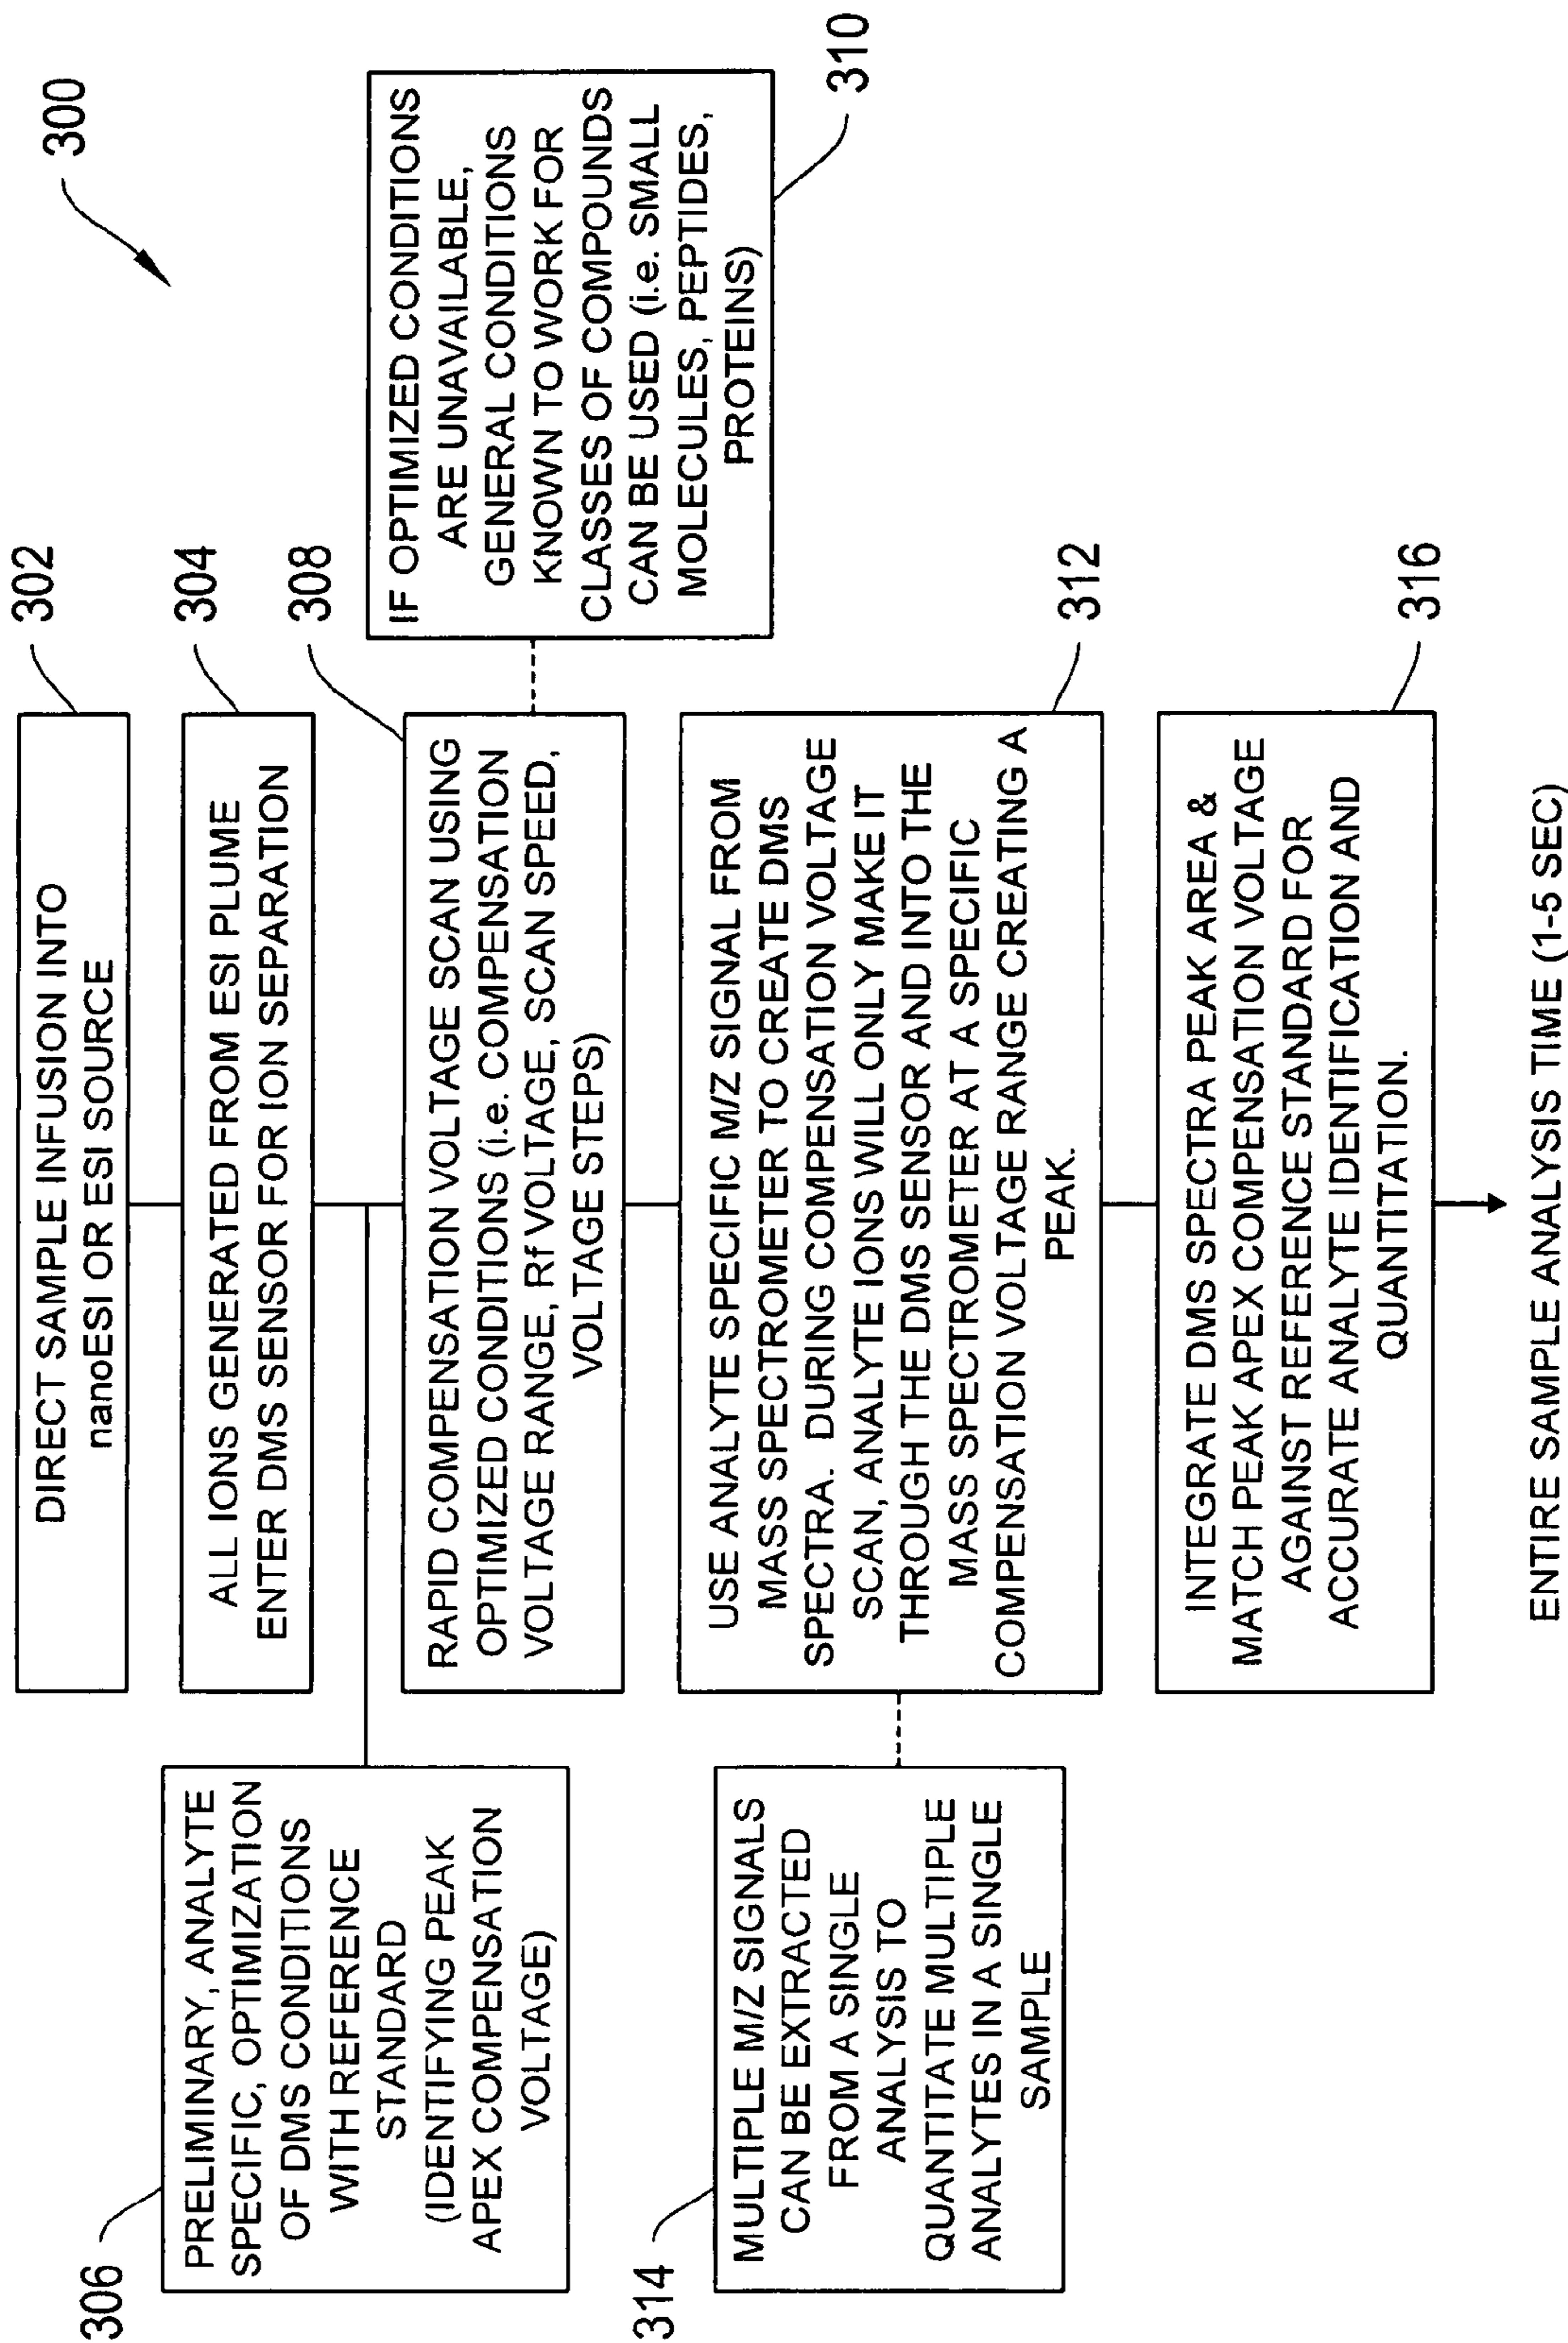 300
302
DIRECT SAMPLE INFUSION INTO
nanoESI OR ESI SOURCE
304
ALL IONS GENERATED FROM ESI PLUME
ENTER DMS SENSOR FOR ION SEPARATION
306
PRELIMINARY, ANALYTE
SPECIFIC, OPTIMIZATION
OF DMS CONDITIONS
WITH REFERENCE
STANDARD
(IDENTIFYING PEAK
APEX COMPENSATION
VOLTAGE)
308
RAPID COMPENSATION VOLTAGE SCAN USING
OPTIMIZED CONDITIONS (i.e. COMPENSATION
VOLTAGE RANGE, Rf VOLTAGE, SCAN SPEED,
VOLTAGE STEPS)
IF OPTIMIZED CONDITIONS
ARE UNAVAILABLE,
GENERAL CONDITIONS
KNOWN TO WORK FOR
CLASSES OF COMPOUNDS
CAN BE USED (i.e. SMALL
MOLECULES, PEPTIDES,
PROTEINS)
310
312
USE ANALYTE SPECIFIC M/Z SIGNAL FROM
MASS SPECTROMETER TO CREATE DMS
SPECTRA. DURING COMPENSATION VOLTAGE
SCAN, ANALYTE IONS WILL ONLY MAKE IT
THROUGH THE DMS SENSOR AND INTO THE
MASS SPECTROMETER AT A SPECIFIC
COMPENSATION VOLTAGE RANGE CREATING A
PEAK.
314
MULTIPLE M/Z SIGNALS
CAN BE EXTRACTED
FROM A SINGLE
ANALYSIS TO
QUANTITATE MULTIPLE
ANALYTES IN A SINGLE
SAMPLE
316
INTEGRATE DMS SPECTRA PEAK AREA &
MATCH PEAK APEX COMPENSATION VOLTAGE
AGAINST REFERENCE STANDARD FOR
ACCURATE ANALYTE IDENTIFICATION AND
QUANTITATION.
ENTIRE SAMPLE ANALYSIS TIME (1-5 SEC)